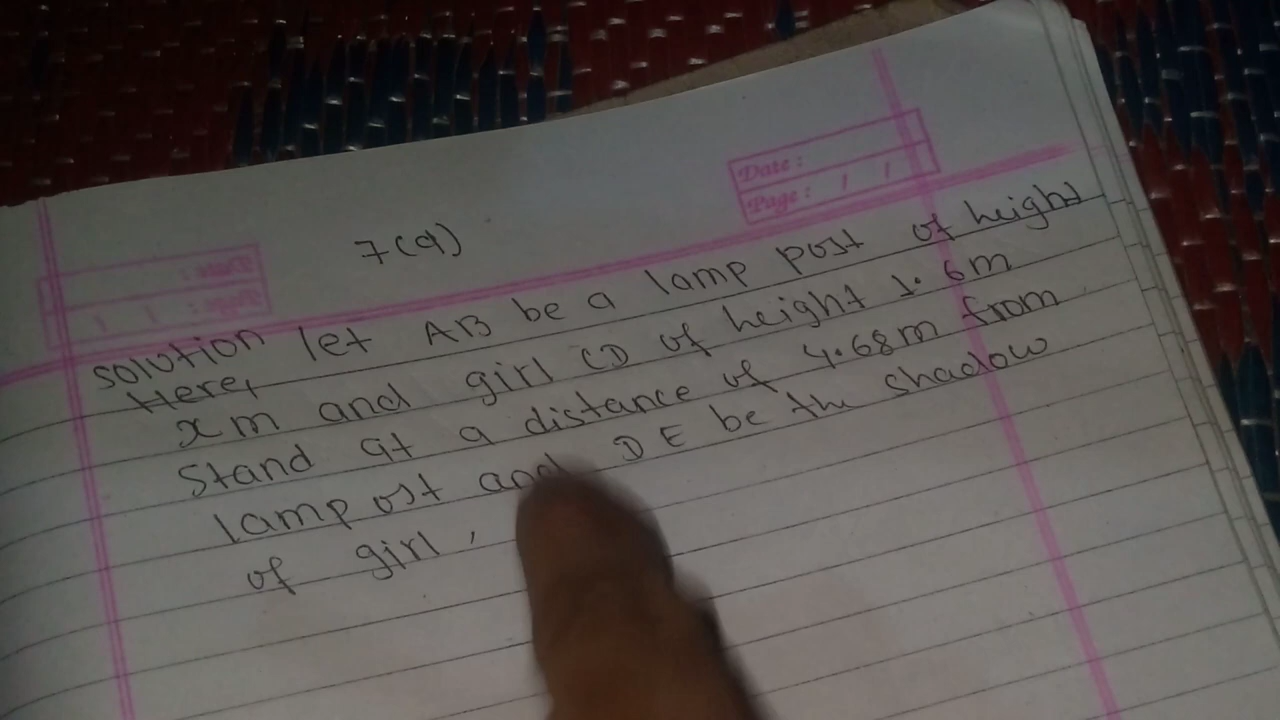 Date :
Page :
7(a)
solution let AB be a lamp post of height
Here,
x m and girl CD of height 1.6m
Stand at a distance of 4.68m from
lamp ost and DE be the shadow
of girl,